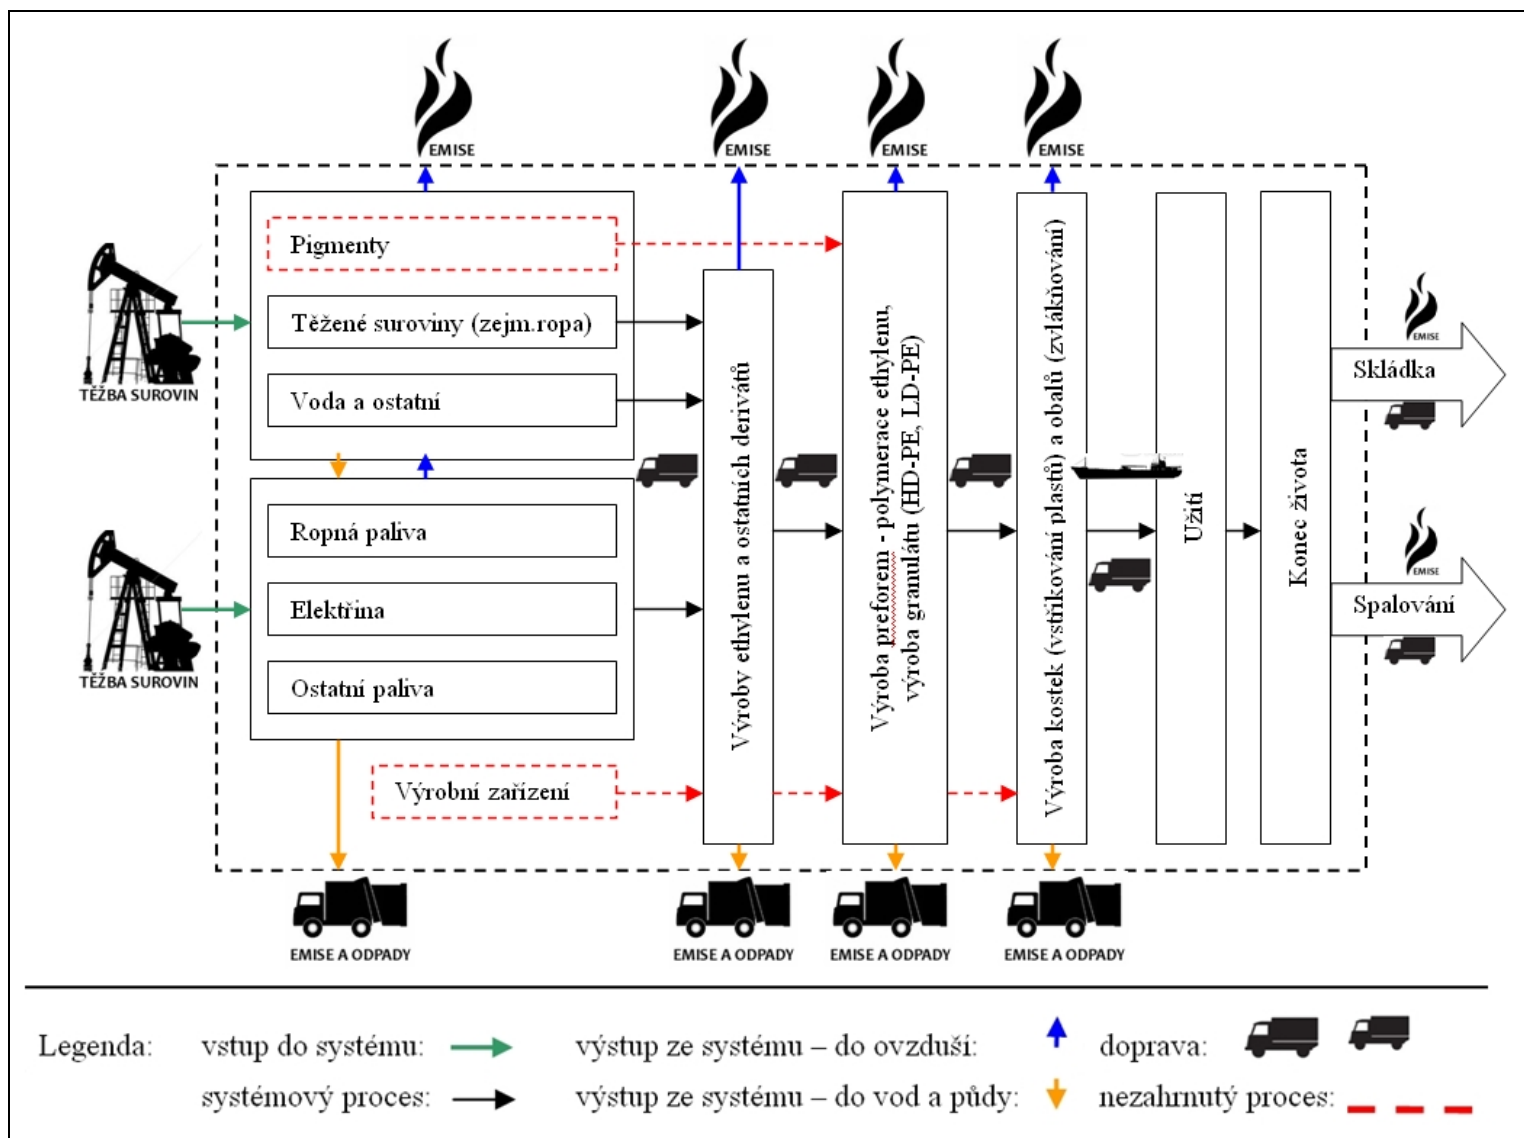 EMISE
EMISE
EMISE
EMISE
Pigmenty
Těžené suroviny (zejm.ropa)
Voda a ostatní
TĚŽBA SUROVIN
Ropná paliva
Elektřina
Ostatní paliva
TĚŽBA SUROVIN
Výrobní zařízení
Výroby ethylenu a ostatních derivátů
Výroba preforem - polymerace ethylenu,
výroba granulátu (HD-PE, LD-PE)
Výroba kostek (vstřikování plastů) a obalů (zvlákňování)
Užití
Konec života
EMISE
Skládka
EMISE
Spalování
EMISE A ODPADY
EMISE A ODPADY
EMISE A ODPADY
EMISE A ODPADY
Legenda: vstup do systému: výstup ze systému – do ovzduší: doprava:
systémový proces: výstup ze systému – do vod a půdy: nezahrnutý proces: